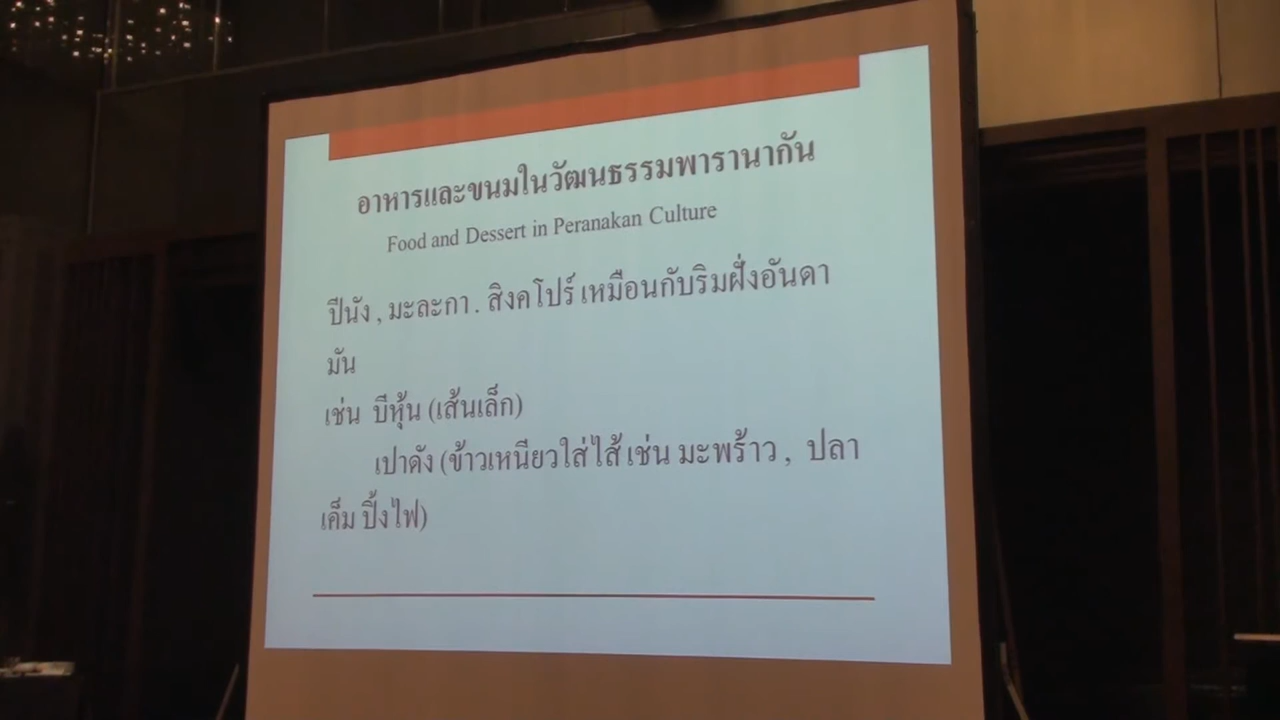 อาหารและขนมในวัฒนธรรมพารานากัน
Food and Dessert in Peranakan Culture
ปีนัง , มะละกา . สิงคโปร์ เหมือนกับริมฝั่งอันดา
มัน
เช่น บีหุ้น (เส้นเล็ก)
เปาดัง (ข้าวเหนียวใส่ไส้ เช่น มะพร้าว , ปลา
เค็ม ปิ้งไฟ)